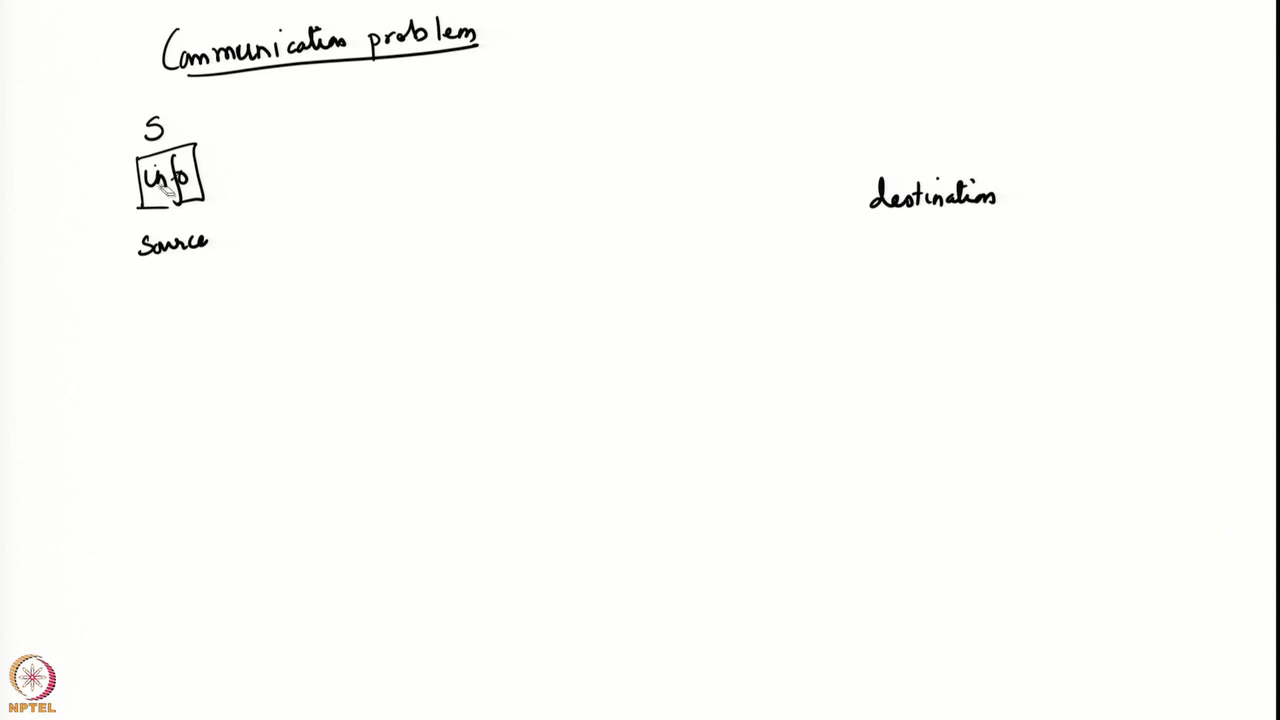 Communication problem
S
info
destination
Source
NPTEL